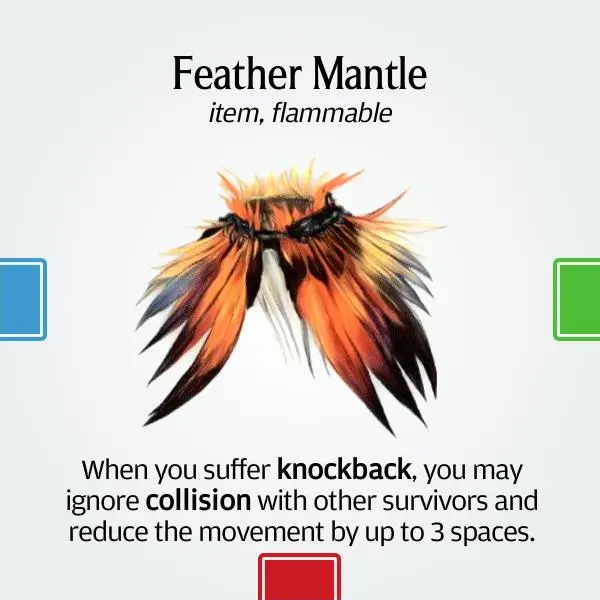 Feather Mantle
item, flammable
When you suffer knockback, you may
ignore collision with other survivors and
reduce the movement by up to 3 spaces.